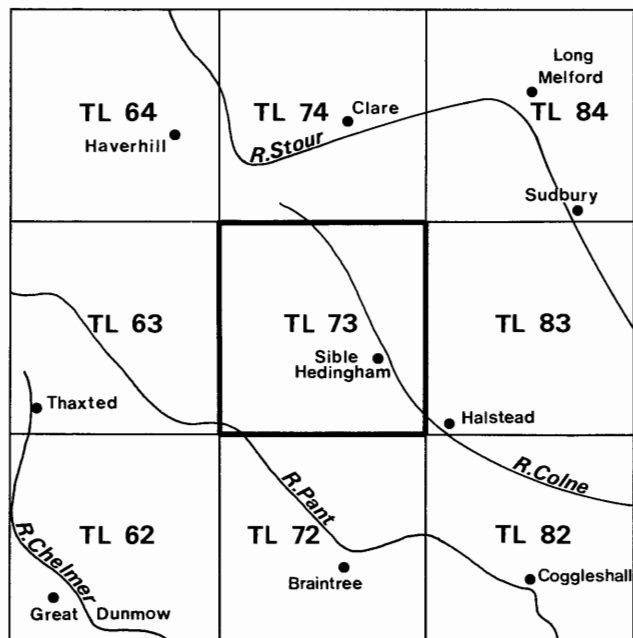 Long
Melford
TL 64
TL 74
Clare
TL 84
Haverhill
R.Stour
Sudbury
TL 63
TL 73
TL 83
Sible
Hedingham
Thaxted
Halstead
R.Colne
R.Pant
TL 62
TL 72
TL 82
R.Chelmer
Braintree
Coggleshall
Great Dunmow